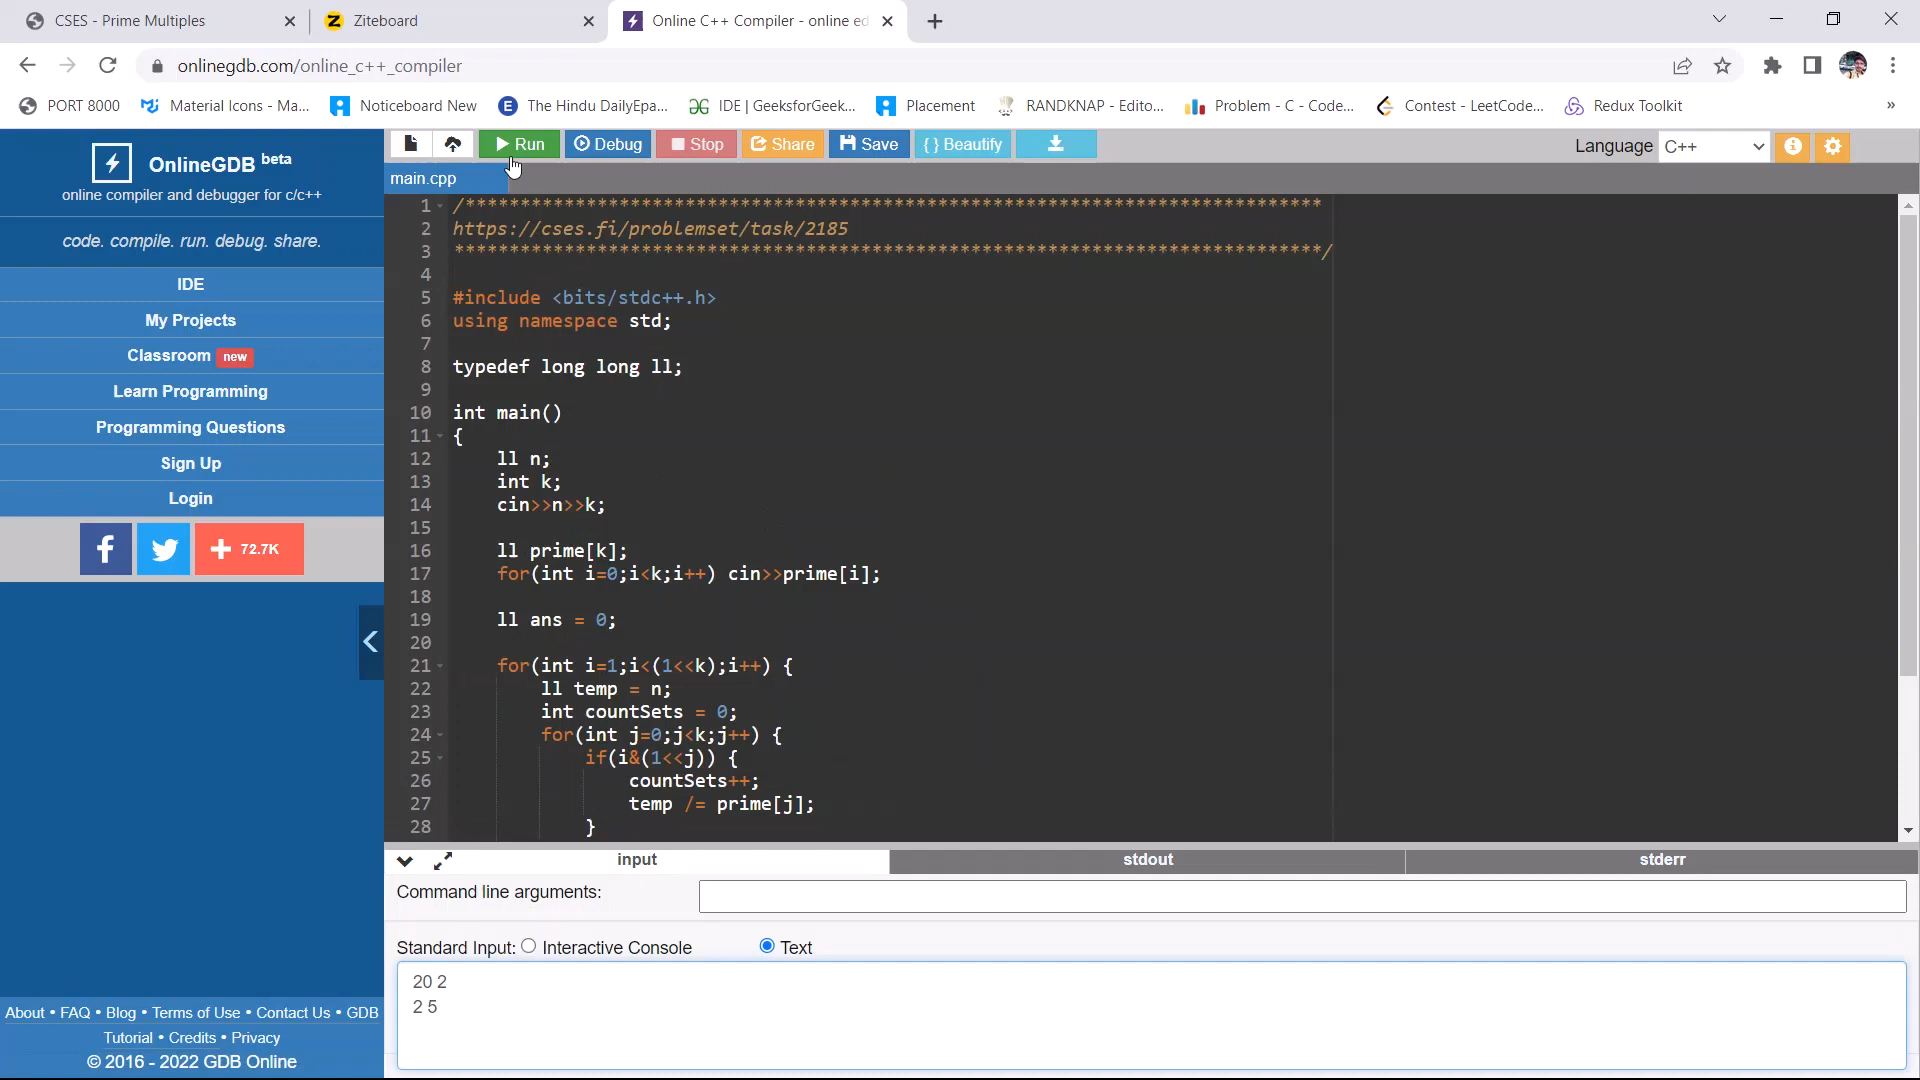 CSES - Prime Multiples
Ziteboard
Online C++ Compiler - online ed
onlinegdb.com/online_c++_compiler
PORT 8000
Material Icons - Ma...
Noticeboard New
The Hindu DailyEpa...
IDE | GeeksforGeek...
Placement
RANDKNAP - Edito...
Problem - C - Code...
Contest - LeetCode...
Redux Toolkit
»
OnlineGDB beta
online compiler and debugger for c/c++
code. compile. run. debug. share.
IDE
My Projects
Classroom new
Learn Programming
Programming Questions
Sign Up
Login
72.7K
About • FAQ • Blog • Terms of Use • Contact Us • GDB
Tutorial • Credits • Privacy
© 2016 - 2022 GDB Online
Run
Debug
Stop
Share
Save
{ } Beautify
Language C++
main.cpp
1 /******************************************************************************
2 https://cses.fi/problemset/task/2185
3 *******************************************************************************/
4
5 #include <bits/stdc++.h>
6 using namespace std;
7
8 typedef long long ll;
9
10 int main()
11 {
12 ll n;
13 int k;
14 cin>>n>>k;
15
16 ll prime[k];
17 for(int i=0;i<k;i++) cin>>prime[i];
18
19 ll ans = 0;
20
21 for(int i=1;i<(1<<k);i++) {
22 ll temp = n;
23 int countSets = 0;
24 for(int j=0;j<k;j++) {
25 if(i&(1<<j)) {
26 countSets++;
27 temp /= prime[j];
28 }
input
stdout
stderr
Command line arguments:
Standard Input: Interactive Console Text
20 2
2 5